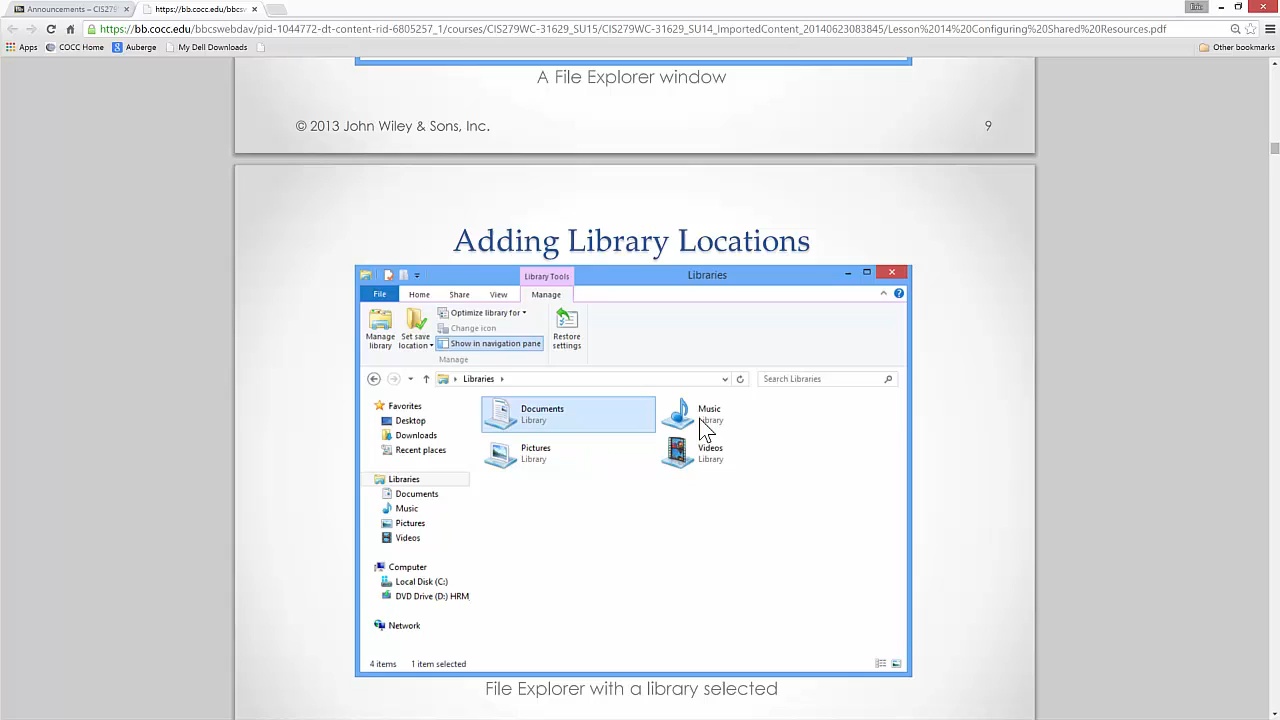 Announcements – CIS279
https://bb.cocc.edu/bbcsw
https://bb.cocc.edu/bbcswebdav/pid-1044772-dt-content-rid-6805257_1/courses/CIS279WC-31629_SU15/CIS279WC-31629_SU14_ImportedContent_20140623083845/Lesson%2014%20Configuring%20Shared%20Resources.pdf
Apps COCC Home Auberge My Dell Downloads Other bookmarks
A File Explorer window
© 2013 John Wiley & Sons, Inc. 9
Adding Library Locations
Library Tools Libraries
File Home Share View Manage
Manage library
Set save location
Optimize library for
Change icon
Show in navigation pane
Restore settings
Manage
Libraries Search Libraries
Favorites
Desktop
Downloads
Recent places
Libraries
Documents
Music
Pictures
Videos
Computer
Local Disk (C:)
DVD Drive (D:) HRM
Network
Documents
Library
Music
Library
Pictures
Library
Videos
Library
4 items 1 item selected
File Explorer with a library selected